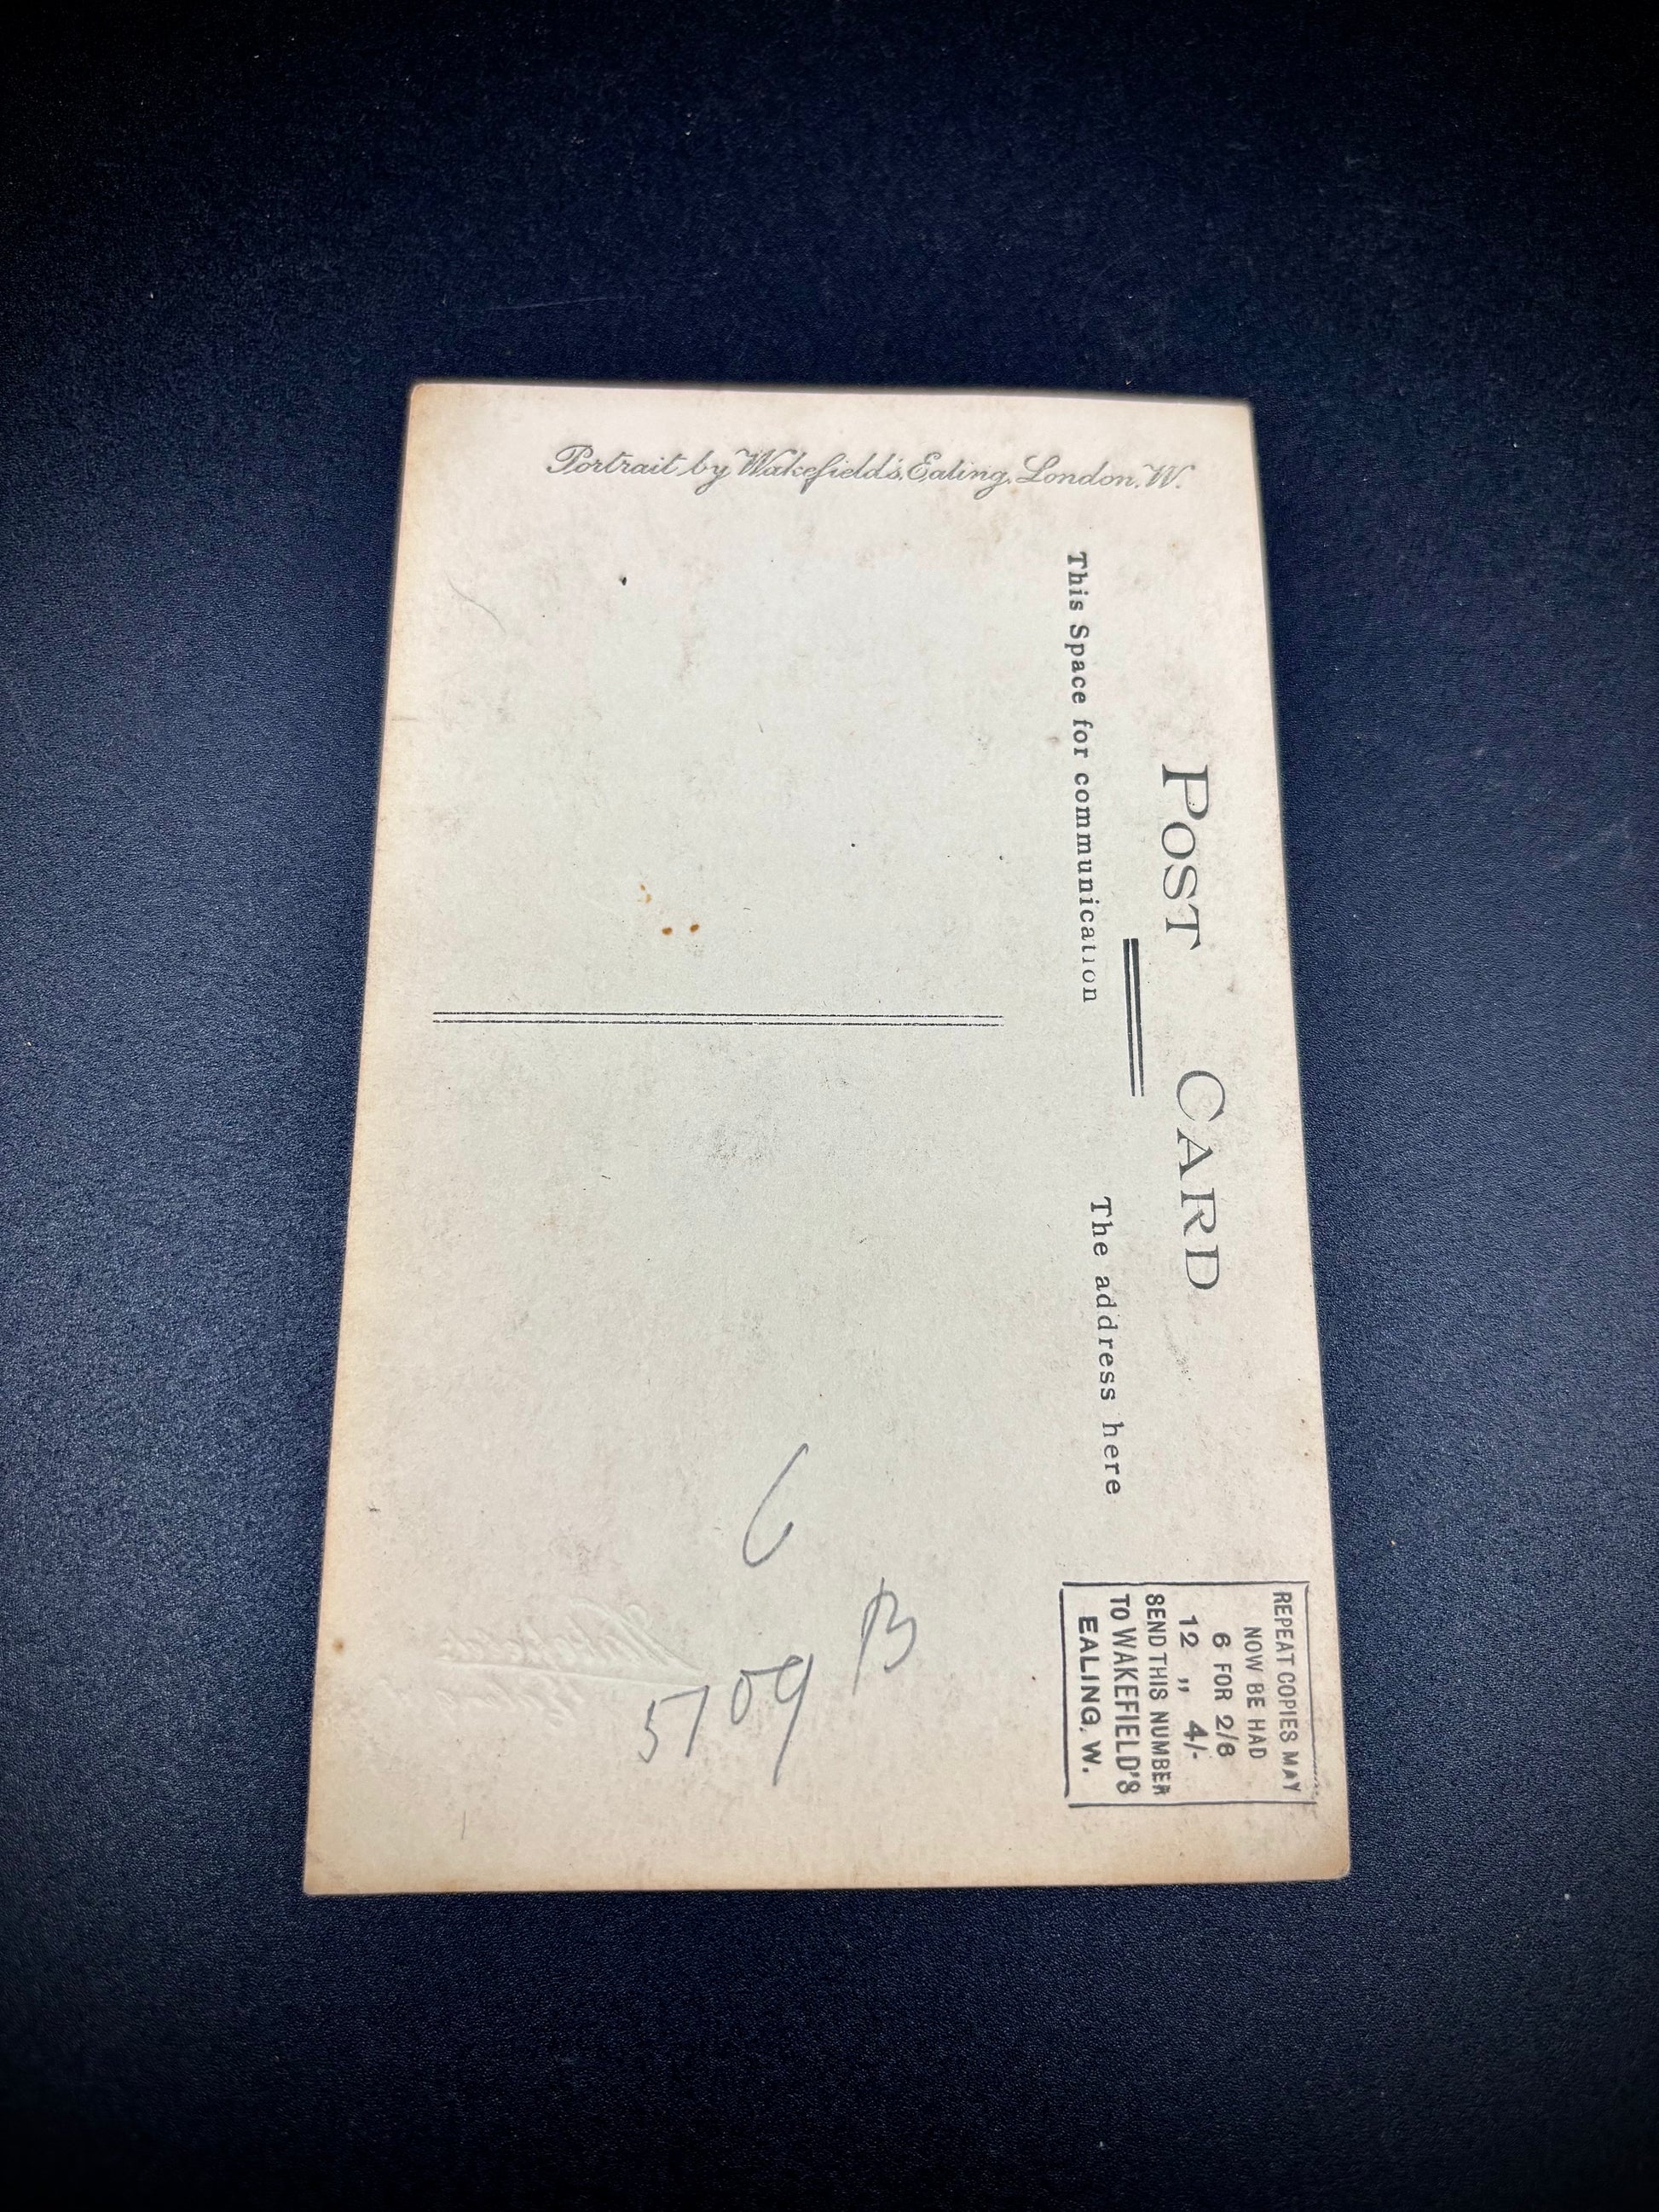 Portrait by Wakefield's, Ealing, London, W.
POST CARD
This Space for communication
The address here
REPEAT COPIES MAY
NOW BE HAD
6 FOR 2/6
12 „ 4/-
SEND THIS NUMBER
TO WAKEFIELD'S
EALING, W.
B
5709